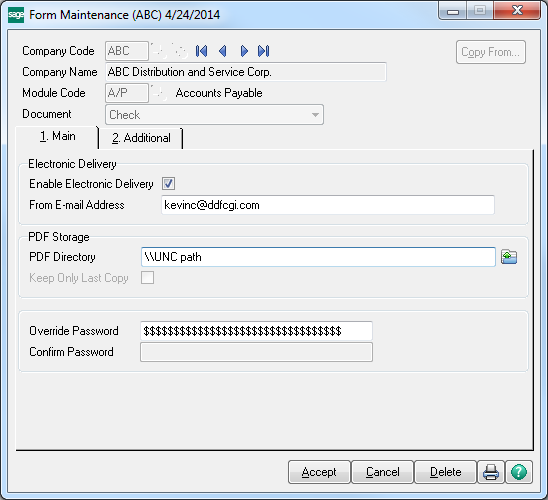 sage Form Maintenance (ABC) 4/24/2014
Company Code ABC Copy From...
Company Name ABC Distribution and Service Corp.
Module Code A/P Accounts Payable
Document Check
1. Main 2. Additional
Electronic Delivery
Enable Electronic Delivery
From E-mail Address kevinc@ddfcgi.com
PDF Storage
PDF Directory \\UNC path
Keep Only Last Copy
Override Password $$$$$$$$$$$$$$$$$$$$$$$$$$$$$$$$$
Confirm Password
Accept Cancel Delete ?